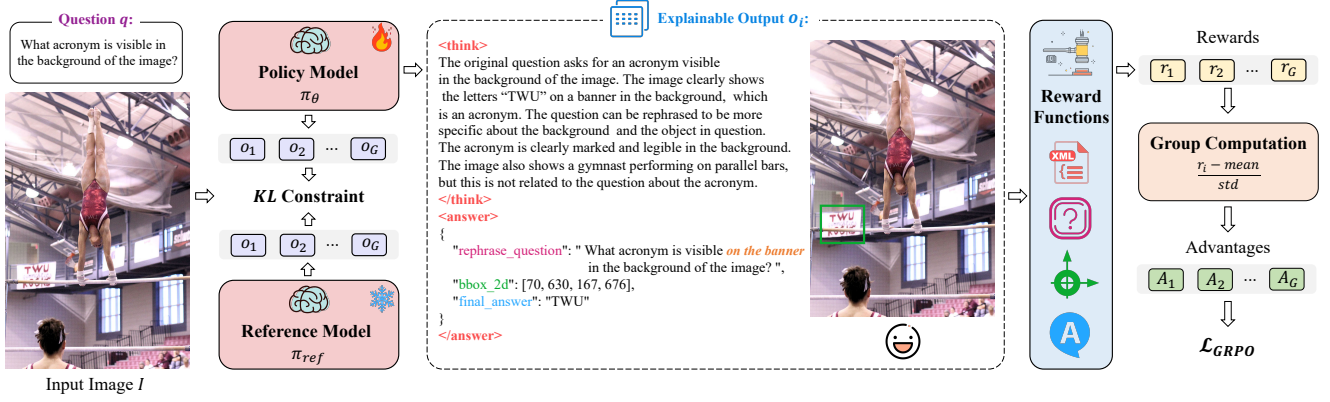 Question q:
What acronym is visible in
the background of the image?
TWU
Input Image I
Policy Model
π_θ
o_1 o_2 ... o_G
KL Constraint
o_1 o_2 ... o_G
Reference Model
π_ref
Explainable Output o_i:
<think>
The original question asks for an acronym visible
in the background of the image. The image clearly shows
the letters “TWU” on a banner in the background, which
is an acronym. The question can be rephrased to be more
specific about the background and the object in question.
The acronym is clearly marked and legible in the background.
The image also shows a gymnast performing on parallel bars,
but this is not related to the question about the acronym.
</think>
<answer>
{
"rephrase_question": " What acronym is visible on the banner
in the background of the image? ",
"bbox_2d": [70, 630, 167, 676],
"final_answer": "TWU"
}
</answer>
TWU
Reward
Functions
XML
{
?
A
Rewards
r_1 r_2 ... r_G
Group Computation
r_i − mean
std
Advantages
A_1 A_2 ... A_G
ℒ_GRPO